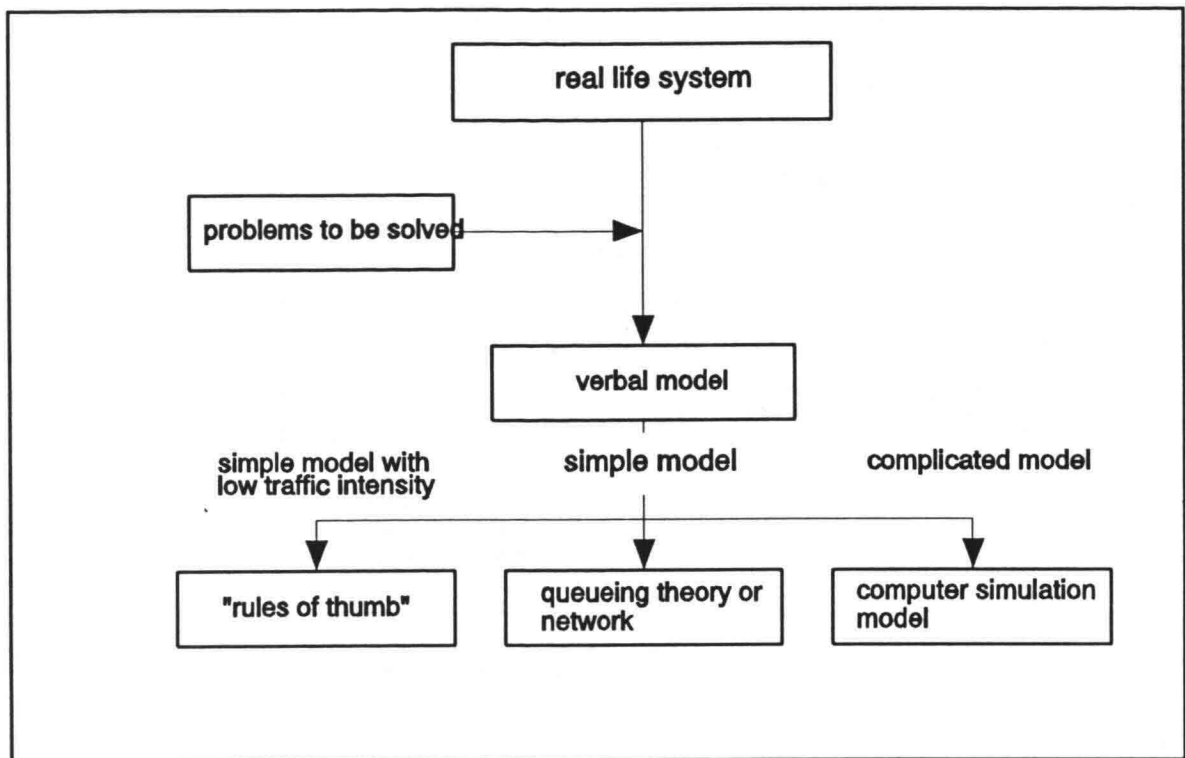 real life system
problems to be solved
verbal model
simple model with
low traffic intensity
simple model
complicated model
"rules of thumb"
queueing theory or
network
computer simulation
model